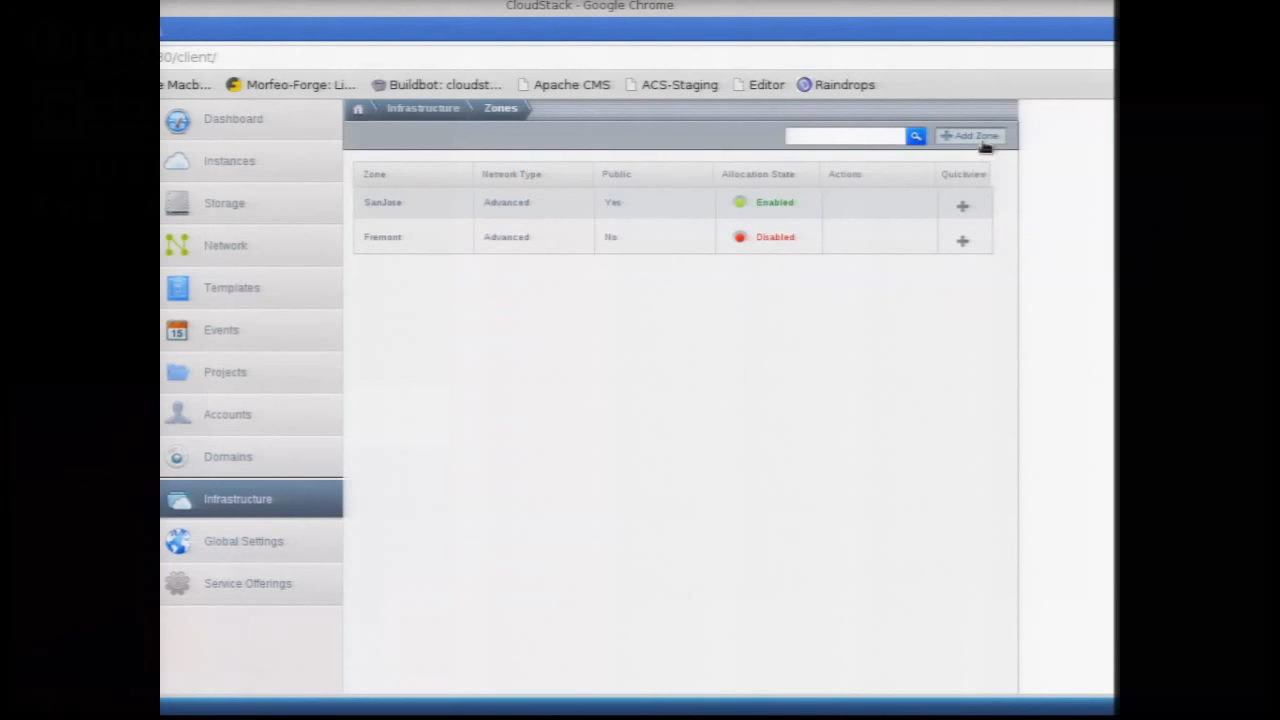 CloudStack - Google Chrome
80/client/
e Macb... Morfeo-Forge: Li... Buildbot: cloudst... Apache CMS ACS-Staging Editor Raindrops
Infrastructure Zones
Add Zone
Dashboard
Instances
Storage
Network
Templates
15 Events
Projects
Accounts
Domains
Infrastructure
Global Settings
Service Offerings
Zone Network Type Public Allocation State Actions Quickview
SanJose Advanced Yes Enabled
Fremont Advanced No Disabled